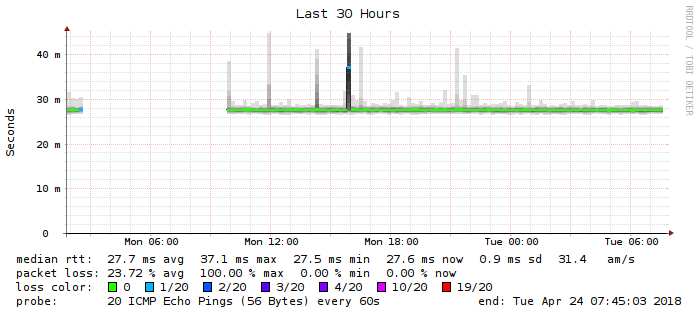 Last 30 Hours
RRDTOOL / TOBI OETIKER
Seconds
40 m
30 m
20 m
10 m
0
Mon 06:00 Mon 12:00 Mon 18:00 Tue 00:00 Tue 06:00
median rtt: 27.7 ms avg 37.1 ms max 27.5 ms min 27.6 ms now 0.9 ms sd 31.4 am/s
packet loss: 23.72 % avg 100.00 % max 0.00 % min 0.00 % now
loss color: 0 1/20 2/20 3/20 4/20 10/20 19/20
probe: 20 ICMP Echo Pings (56 Bytes) every 60s end: Tue Apr 24 07:45:03 2018